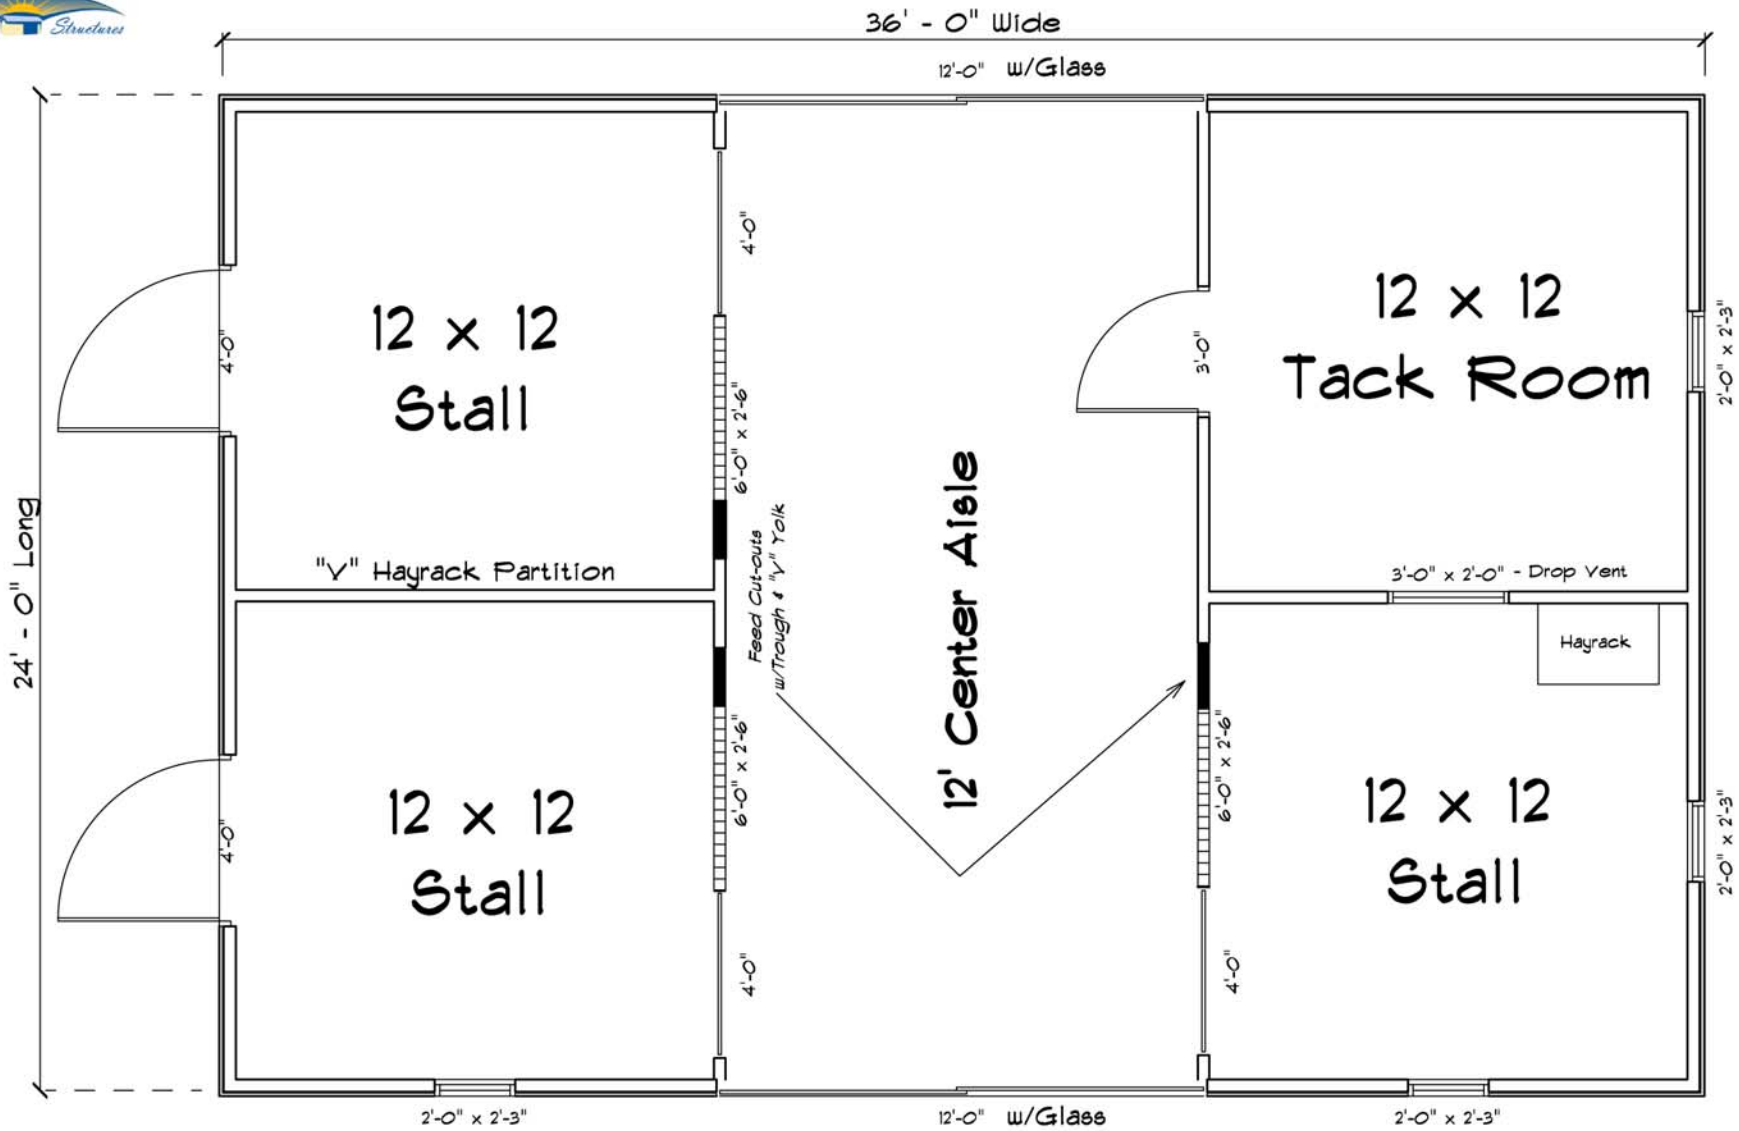 Structures
36' - 0" Wide
12'-0" w/Glass
24' - 0" Long
4'-0"
12 x 12
Stall
6'-0" x 2'-6"
"V" Hayrack Partition
Feed Cut-outs
w/Trough & "V" Yolk
4'-0"
12' Center Aisle
3'-0"
12 x 12
Tack Room
2'-0" x 2'-3"
3'-0" x 2'-0" - Drop Vent
Hayrack
4'-0"
12 x 12
Stall
6'-0" x 2'-6"
4'-0"
6'-0" x 2'-6"
12 x 12
Stall
2'-0" x 2'-3"
4'-0"
2'-0" x 2'-3"
12'-0" w/Glass
2'-0" x 2'-3"